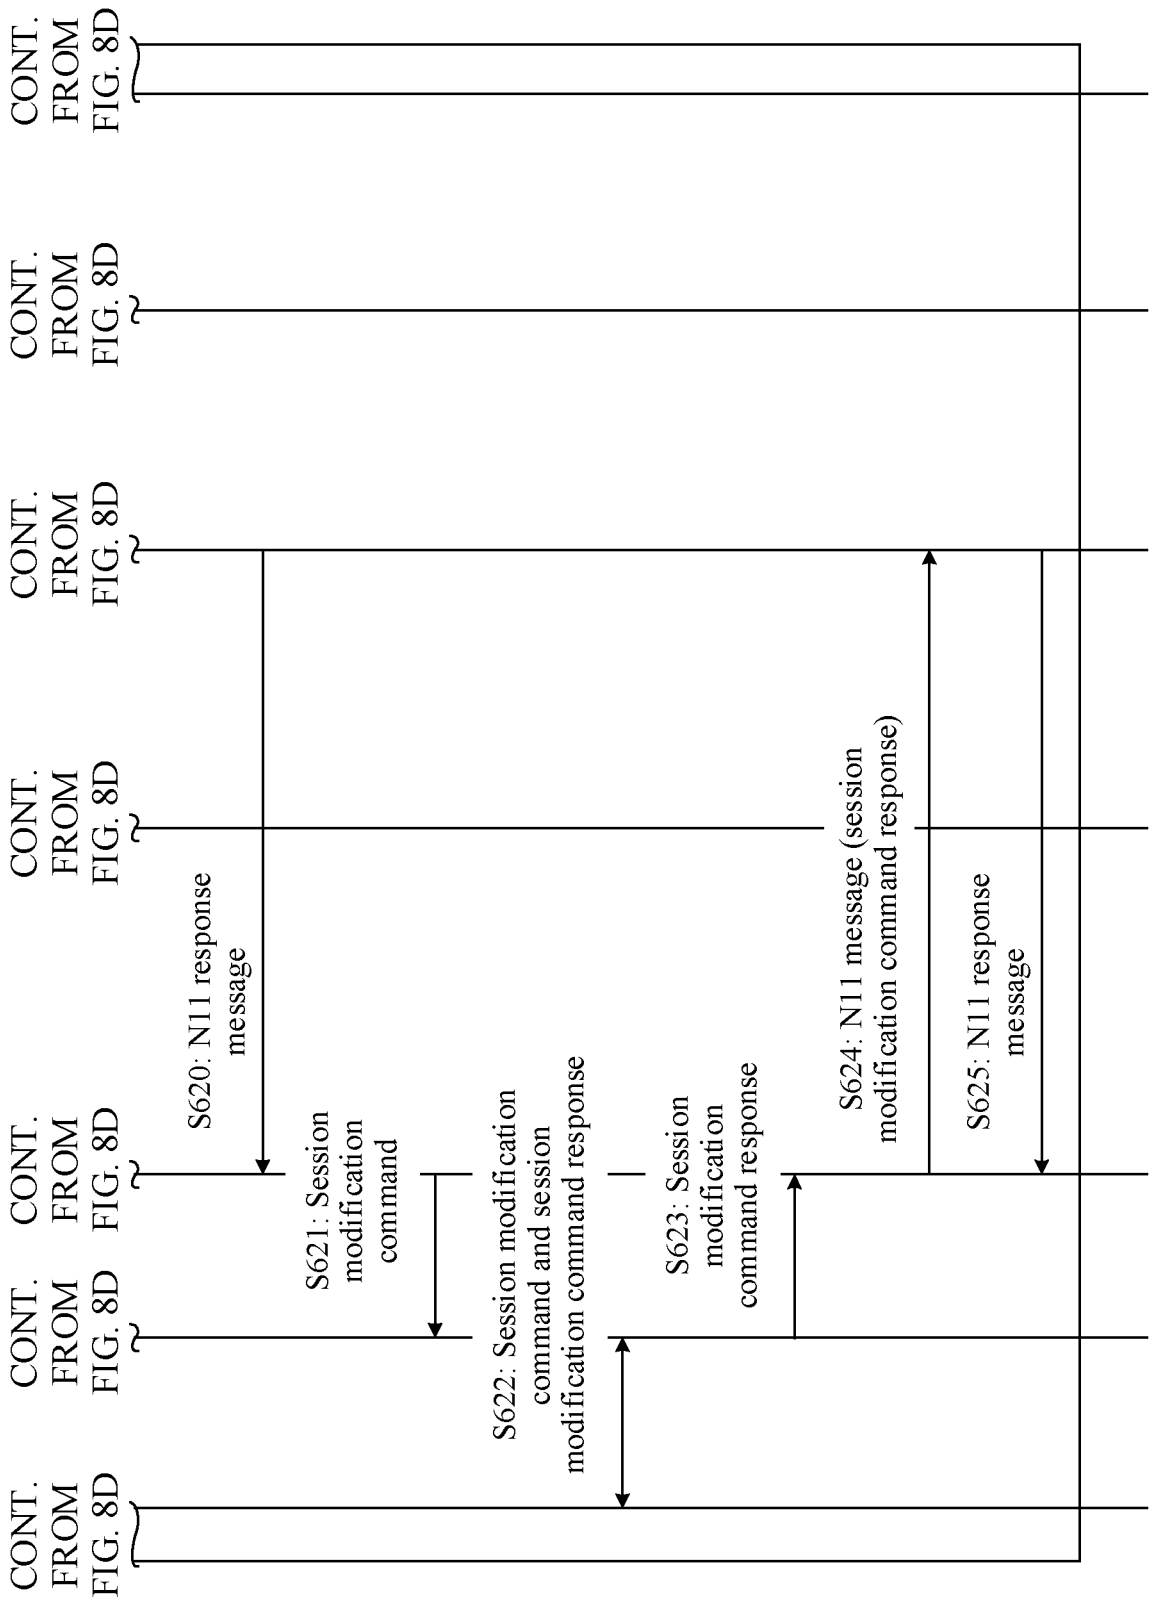 CONT.
FROM
FIG. 8D
CONT.
FROM
FIG. 8D
CONT.
FROM
FIG. 8D
CONT.
FROM
FIG. 8D
CONT.
FROM
FIG. 8D
CONT.
FROM
FIG. 8D
CONT.
FROM
FIG. 8D
S620: N11 response
message
S621: Session
modification
command
S622: Session modification
command and session
modification command response
S623: Session
modification
command response
S624: N11 message (session
modification command response)
S625: N11 response
message